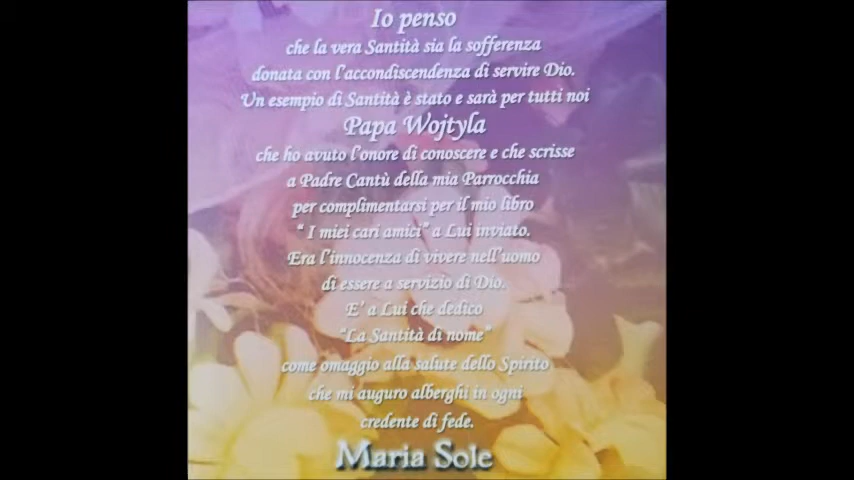 Io penso
che la vera Santità sia la sofferenza
donata con l'accondiscendenza di servire Dio.
Un esempio di Santità è stato e sarà per tutti noi
Papa Wojtyla
che ho avuto l'onore di conoscere e che scrisse
a Padre Cantù della mia Parrocchia
per complimentarsi per il mio libro
“ I miei cari amici” a Lui inviato.
Era l'innocenza di vivere nell'uomo
di essere a servizio di Dio.
E' a Lui che dedico
“La Santità di nome”
come omaggio alla salute dello Spirito
che mi auguro alberghi in ogni
credente di fede.
Maria Sole